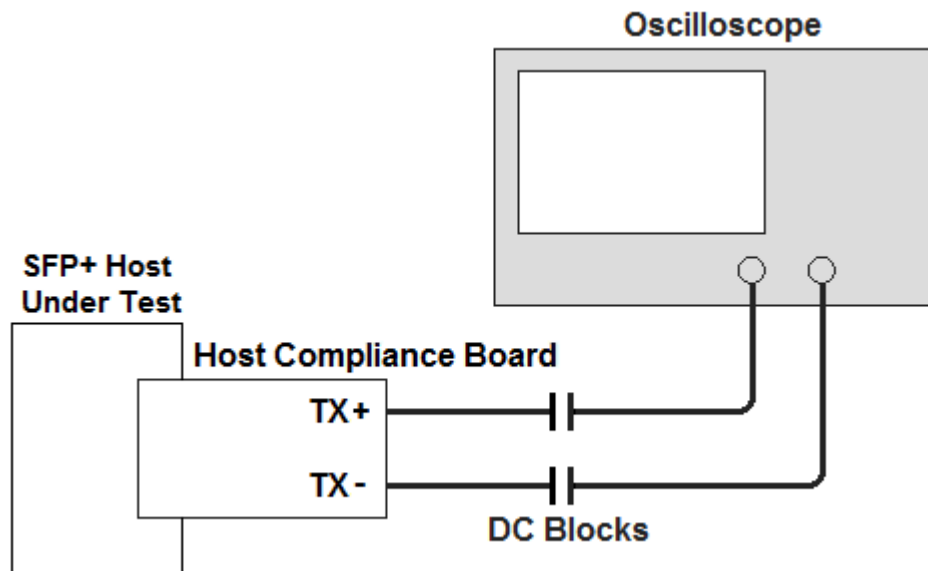 Oscilloscope
SFP+ Host
Under Test
Host Compliance Board
TX+
TX-
DC Blocks